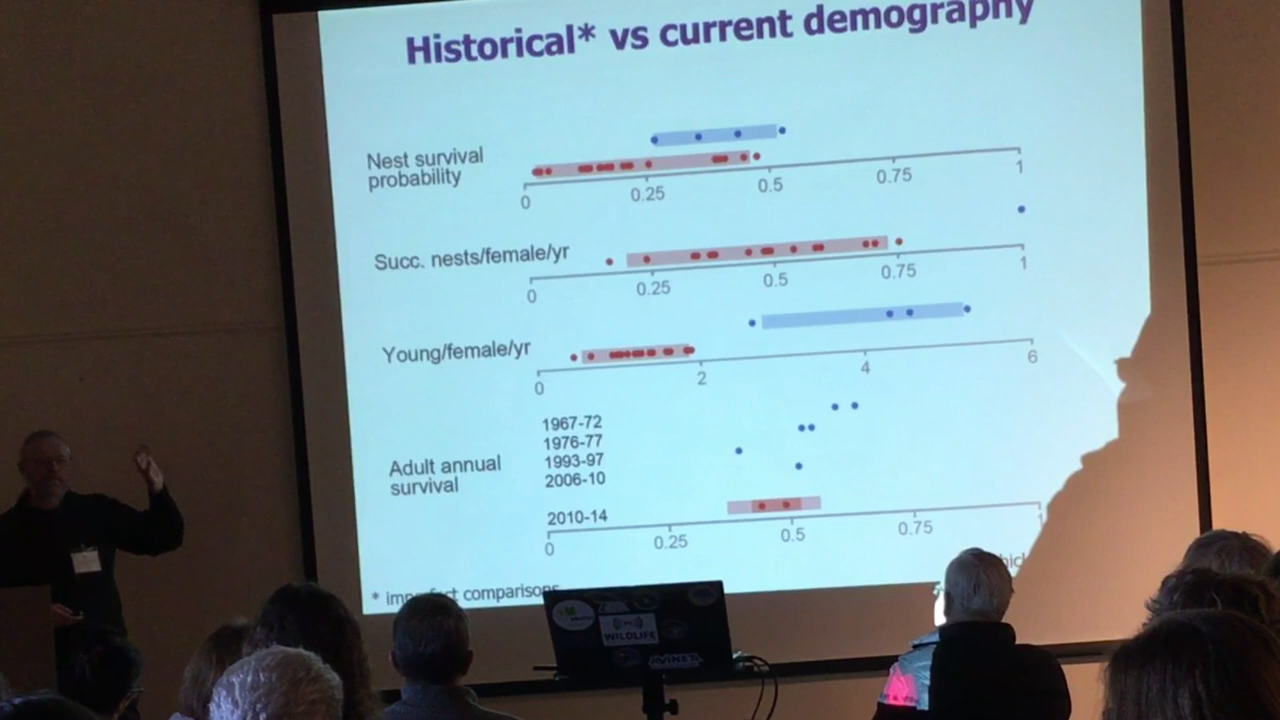 Historical* vs current demography
Nest survival
probability
0 0.25 0.5 0.75 1
Succ. nests/female/yr
0 0.25 0.5 0.75 1
Young/female/yr
0 2 4 6
Adult annual
survival
1967-72
1976-77
1993-97
2006-10
2010-14
0 0.25 0.5 0.75 1
* imperfect comparisons
WILDLIFE
AVINET